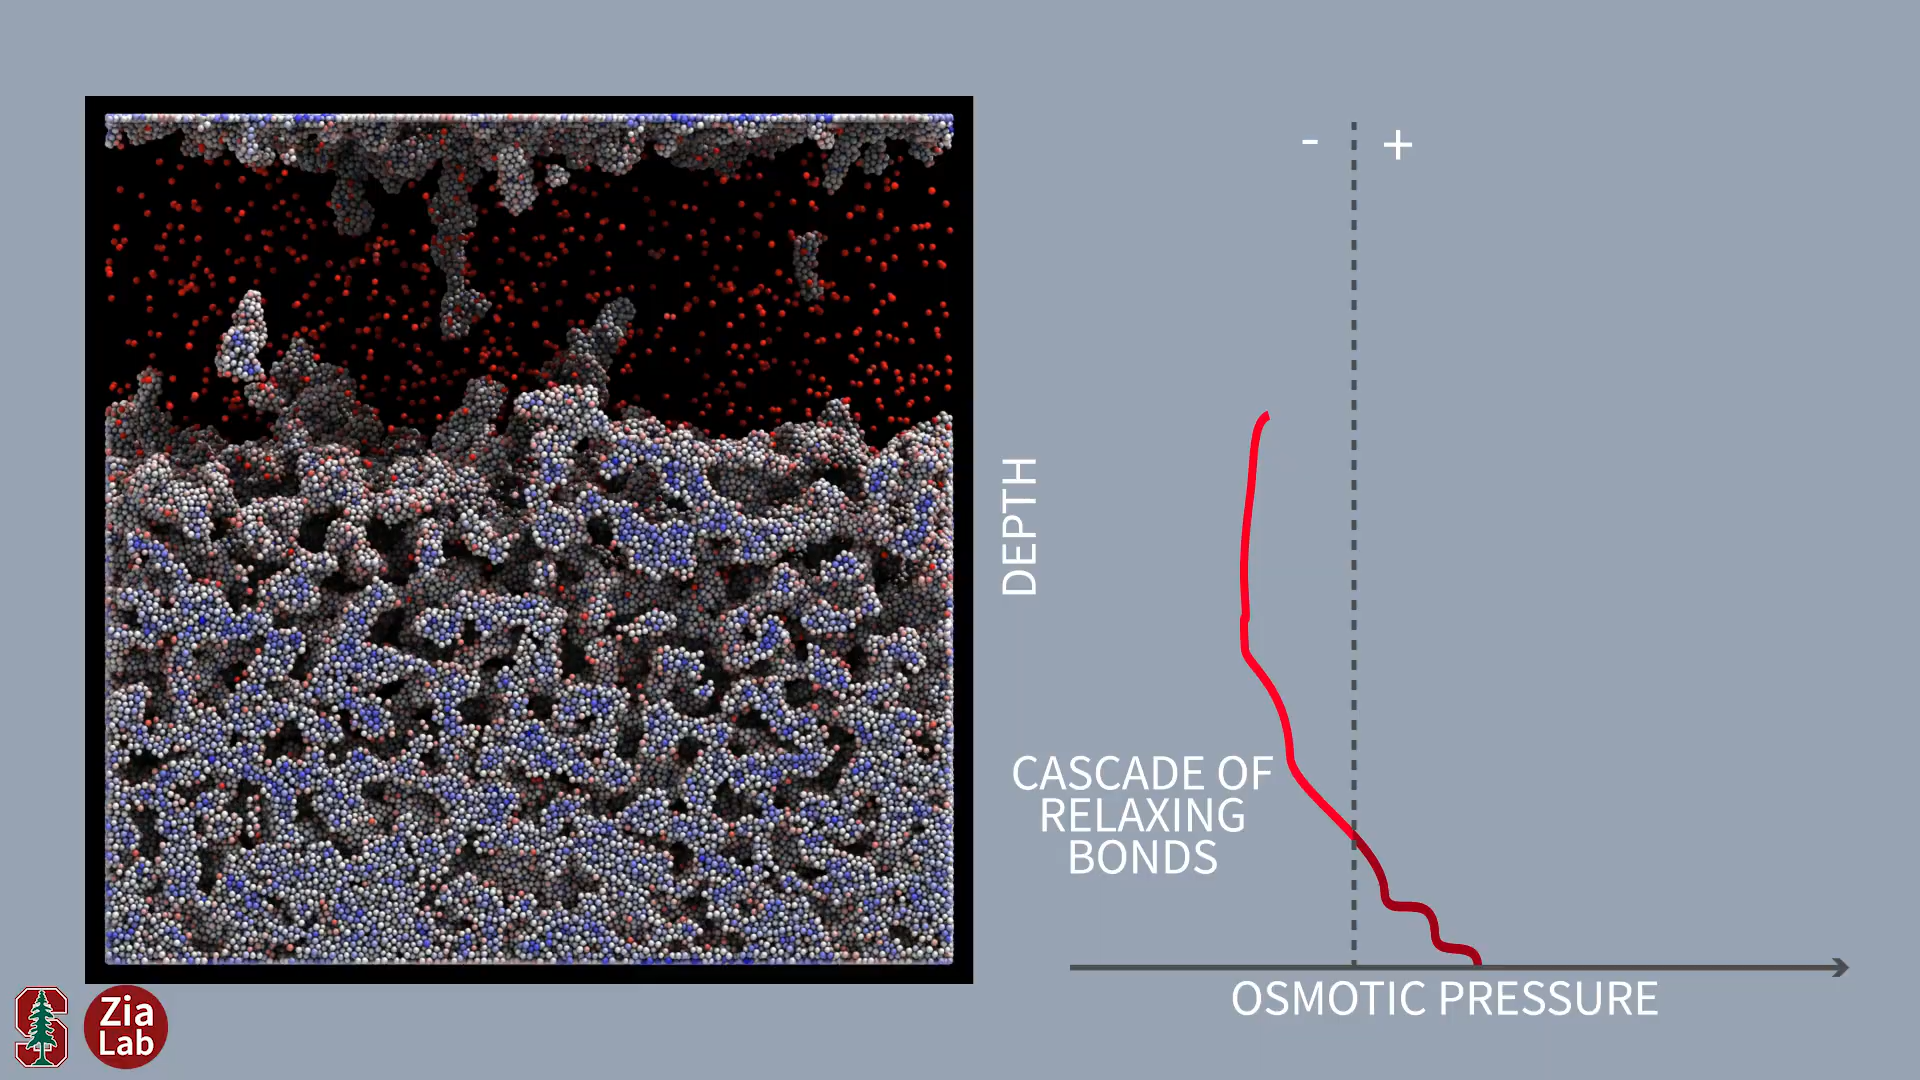 - +
DEPTH
CASCADE OF
RELAXING
BONDS
OSMOTIC PRESSURE
S
Zia
Lab